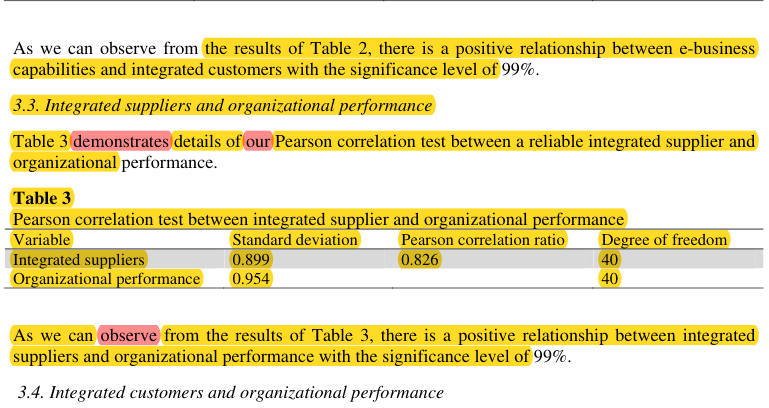 As we can observe from the results of Table 2, there is a positive relationship between e-business
capabilities and integrated customers with the significance level of 99%.
3.3. Integrated suppliers and organizational performance
Table 3 demonstrates details of our Pearson correlation test between a reliable integrated supplier and
organizational performance.
Table 3
Pearson correlation test between integrated supplier and organizational performance
Variable Standard deviation Pearson correlation ratio Degree of freedom
Integrated suppliers 0.899 0.826 40
Organizational performance 0.954 40
As we can observe from the results of Table 3, there is a positive relationship between integrated
suppliers and organizational performance with the significance level of 99%.
3.4. Integrated customers and organizational performance